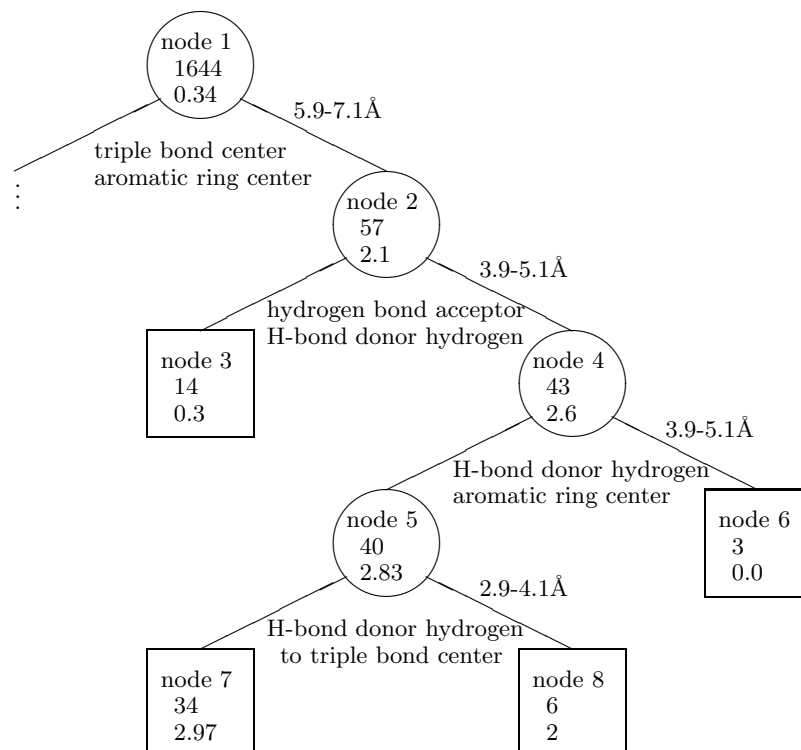 node 1
1644
0.34
5.9-7.1Å
triple bond center
aromatic ring center
⋮
node 2
57
2.1
3.9-5.1Å
hydrogen bond acceptor
H-bond donor hydrogen
node 3
14
0.3
node 4
43
2.6
3.9-5.1Å
H-bond donor hydrogen
aromatic ring center
node 5
40
2.83
node 6
3
0.0
2.9-4.1Å
H-bond donor hydrogen
to triple bond center
node 7
34
2.97
node 8
6
2